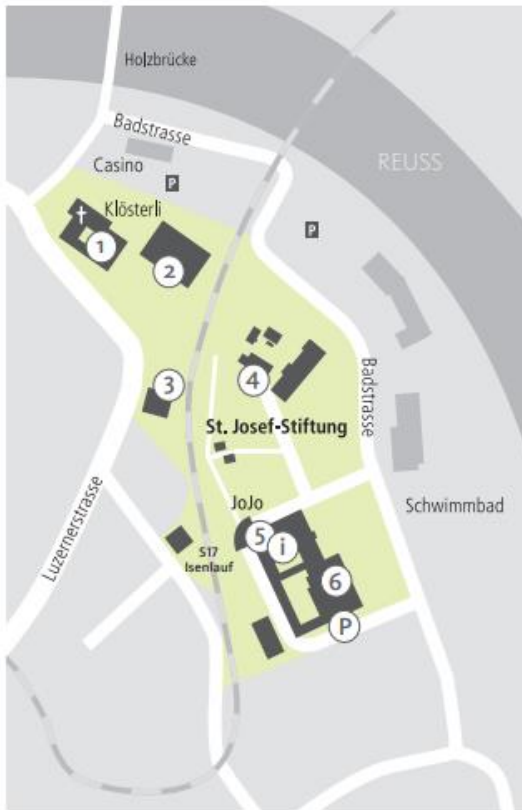 Holzbrücke
Badstrasse
REUSS
Casino
P
Klösterli
P
1
2
3
4
Badstrasse
St. Josef-Stiftung
Luzernerstrasse
JoJo
Schwimmbad
S17
Isenlauf
5
i
6
P